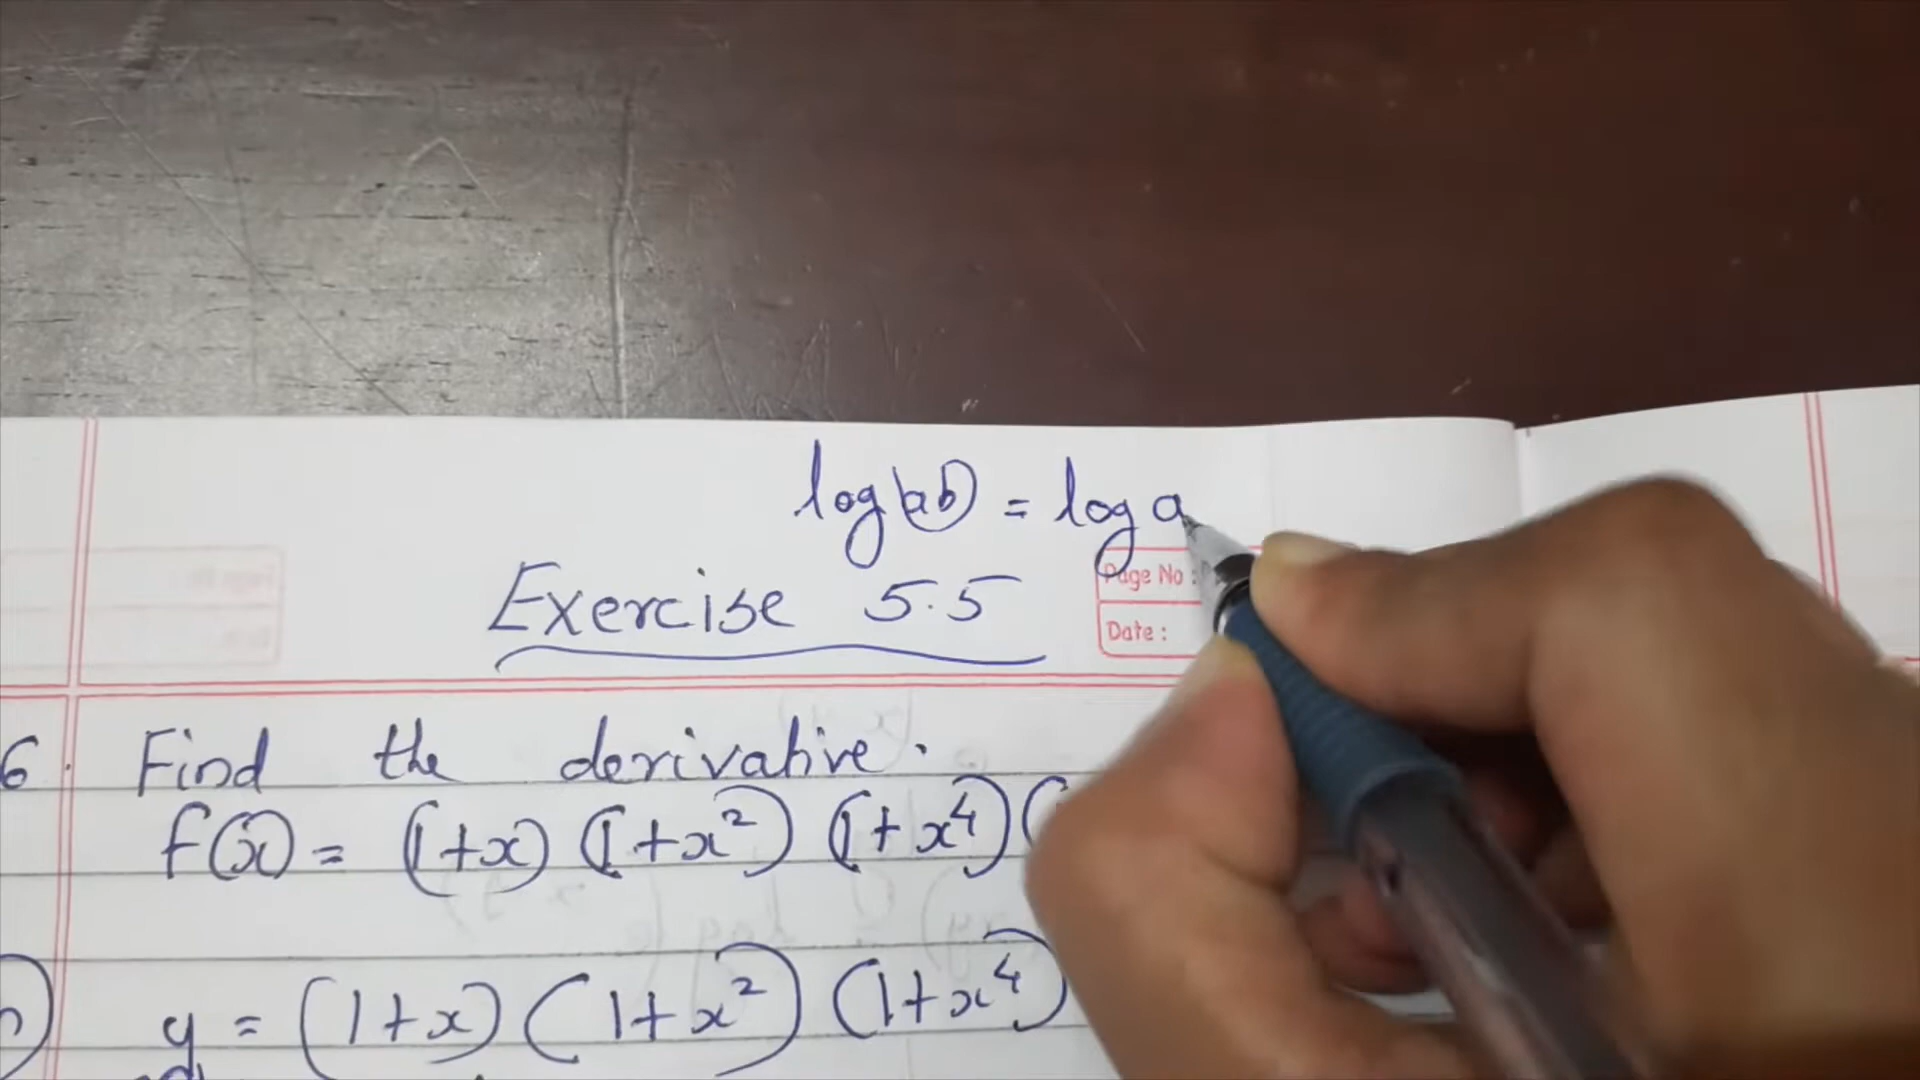 log(ab) = log a
Exercise 5.5
Page No :
Date :
6. Find the derivative.
f(x) = (1+x) (1+x²) (1+x⁴) (
y = (1+x) (1+x²) (1+x⁴)